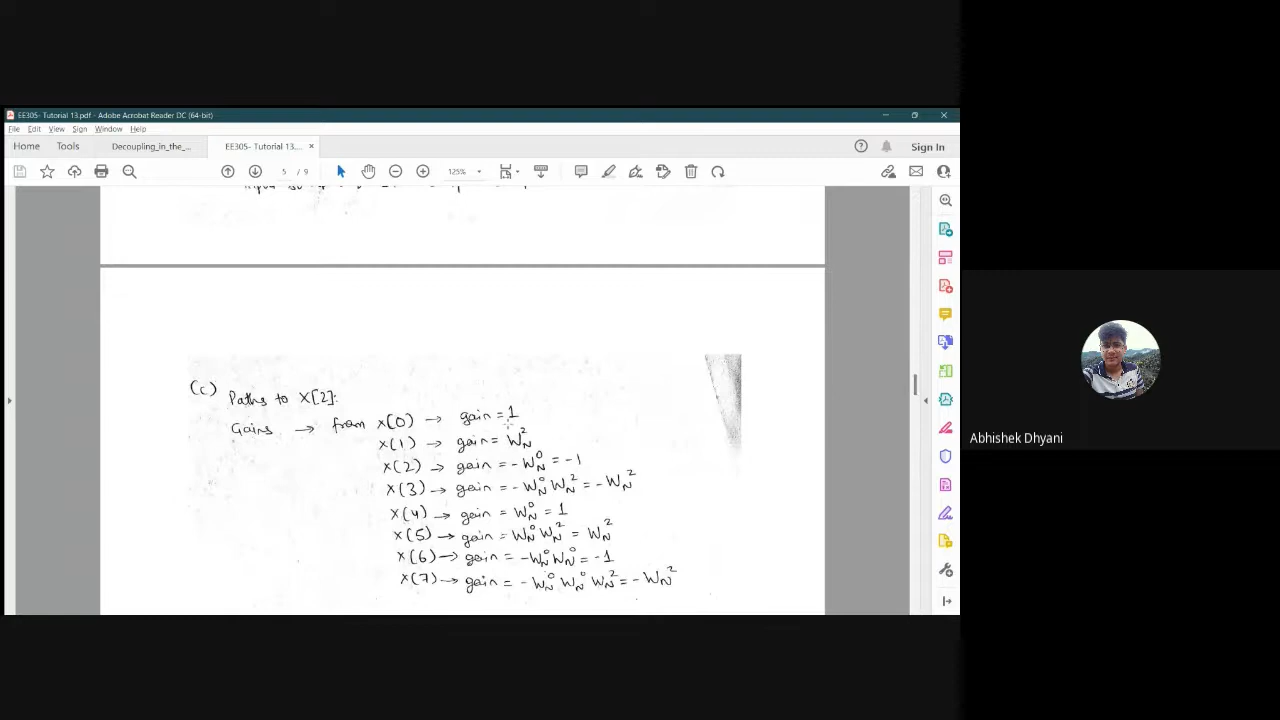 EE305- Tutorial 13.pdf - Adobe Acrobat Reader DC (64-bit)
File Edit View Sign Window Help
Home Tools Decoupling_in_the_... EE305- Tutorial 13.... × Sign In
5 / 9 125%
(c) Paths to X[2]:
Gains → from x(0) → gain = 1
x(1) → gain = W_N^2
x(2) → gain = -W_N^0 = -1
x(3) → gain = -W_N^0 W_N^2 = -W_N^2
x(4) → gain = W_N^0 = 1
x(5) → gain = W_N^0 W_N^2 = W_N^2
x(6) → gain = -W_N^0 W_N^0 = -1
x(7) → gain = -W_N^0 W_N^0 W_N^2 = -W_N^2
Abhishek Dhyani